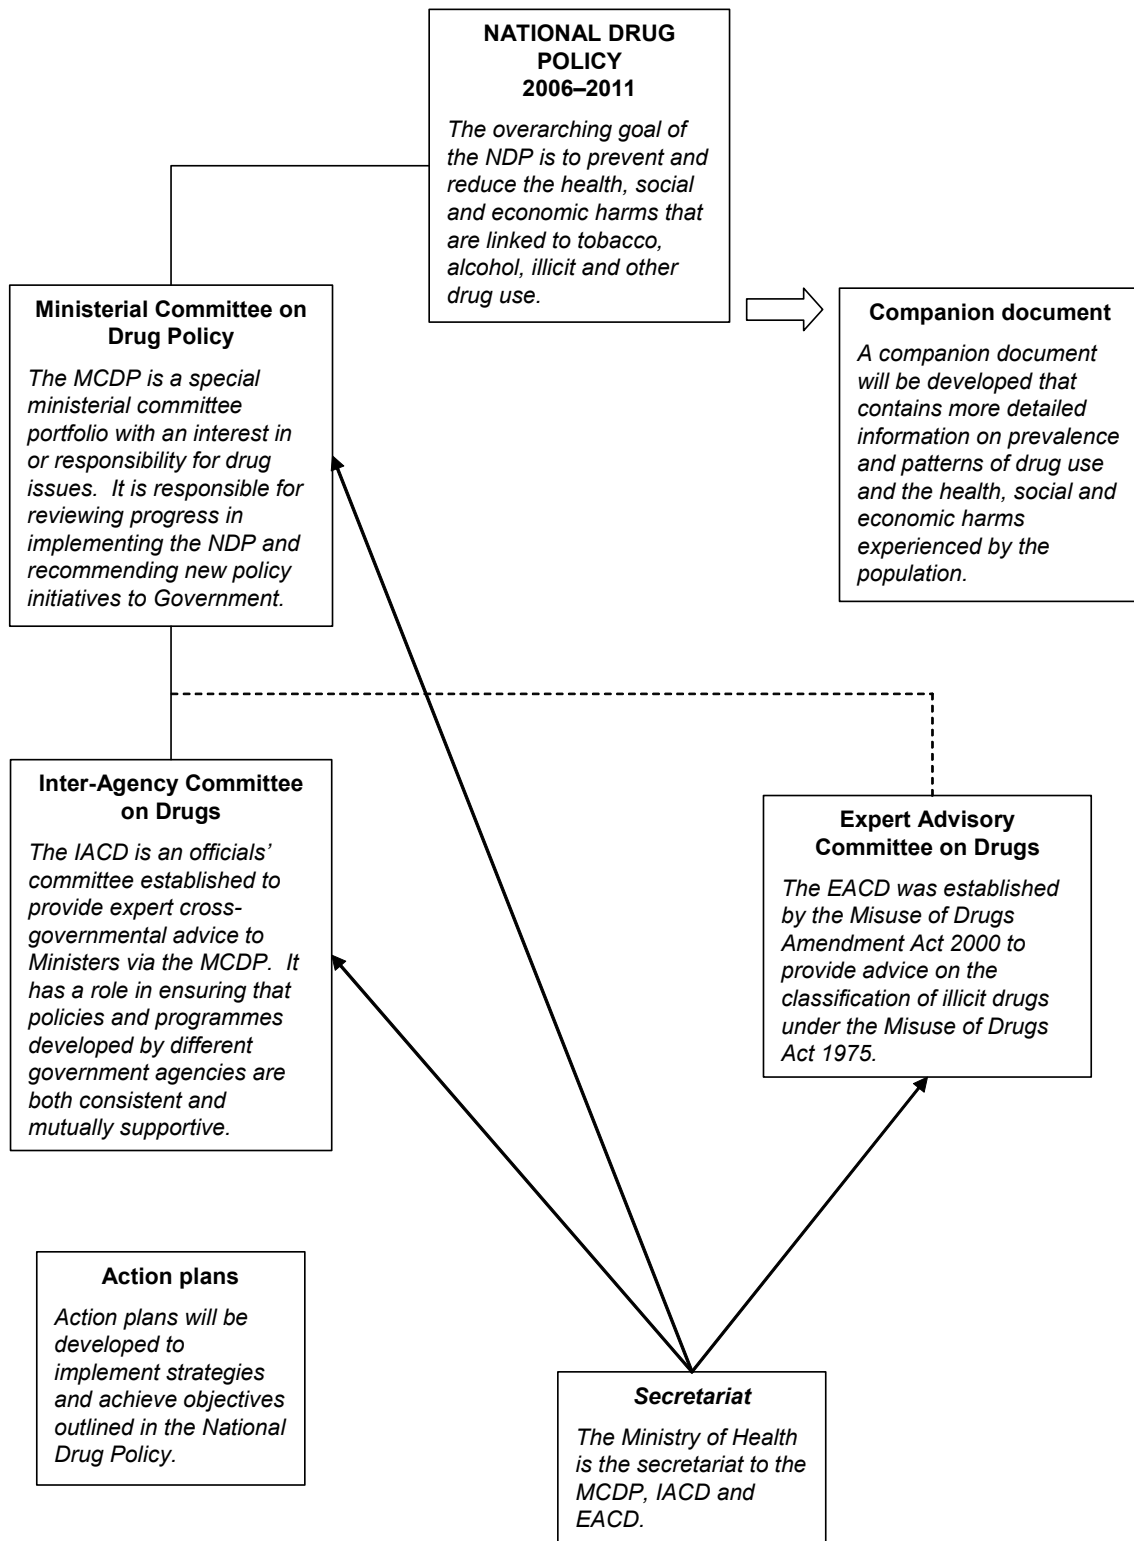 NATIONAL DRUG
POLICY
2006–2011
The overarching goal of
the NDP is to prevent and
reduce the health, social
and economic harms that
are linked to tobacco,
alcohol, illicit and other
drug use.
Ministerial Committee on
Drug Policy
The MCDP is a special
ministerial committee
portfolio with an interest in
or responsibility for drug
issues.  It is responsible for
reviewing progress in
implementing the NDP and
recommending new policy
initiatives to Government.
Companion document
A companion document
will be developed that
contains more detailed
information on prevalence
and patterns of drug use
and the health, social and
economic harms
experienced by the
population.
Inter-Agency Committee
on Drugs
The IACD is an officials’
committee established to
provide expert cross-
governmental advice to
Ministers via the MCDP.  It
has a role in ensuring that
policies and programmes
developed by different
government agencies are
both consistent and
mutually supportive.
Expert Advisory
Committee on Drugs
The EACD was established
by the Misuse of Drugs
Amendment Act 2000 to
provide advice on the
classification of illicit drugs
under the Misuse of Drugs
Act 1975.
Action plans
Action plans will be
developed to
implement strategies
and achieve objectives
outlined in the National
Drug Policy.
Secretariat
The Ministry of Health
is the secretariat to the
MCDP, IACD and
EACD.